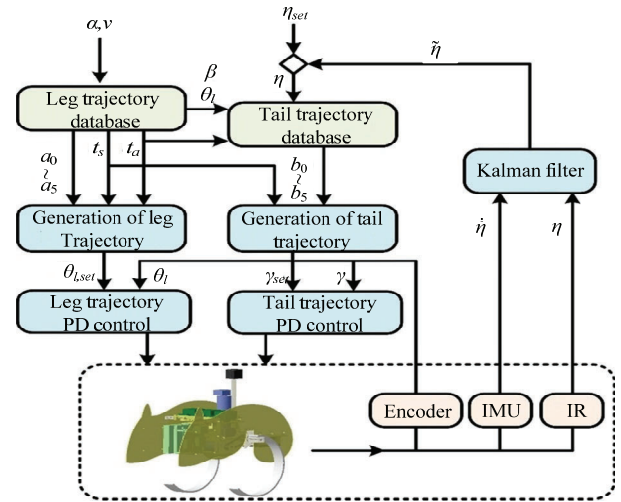 α,v
η_set
η
η̃
β
θ_l
Leg trajectory
database
Tail trajectory
database
a_0
~
a_5
t_s
t_a
b_0
~
b_5
Kalman filter
Generation of leg
Trajectory
Generation of tail
trajectory
η̇
η
θ_l,set
θ_l
γ_set
γ
Leg trajectory
PD control
Tail trajectory
PD control
Encoder
IMU
IR